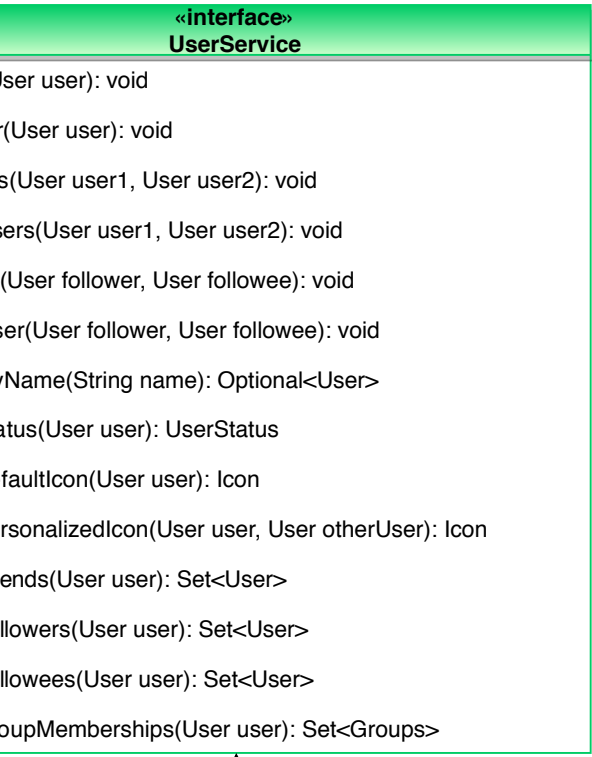 «interface»
UserService
User user): void
r(User user): void
s(User user1, User user2): void
sers(User user1, User user2): void
(User follower, User followee): void
ser(User follower, User followee): void
yName(String name): Optional<User>
atus(User user): UserStatus
faultIcon(User user): Icon
rsonalizedIcon(User user, User otherUser): Icon
ends(User user): Set<User>
llowers(User user): Set<User>
llowees(User user): Set<User>
oupMemberships(User user): Set<Groups>